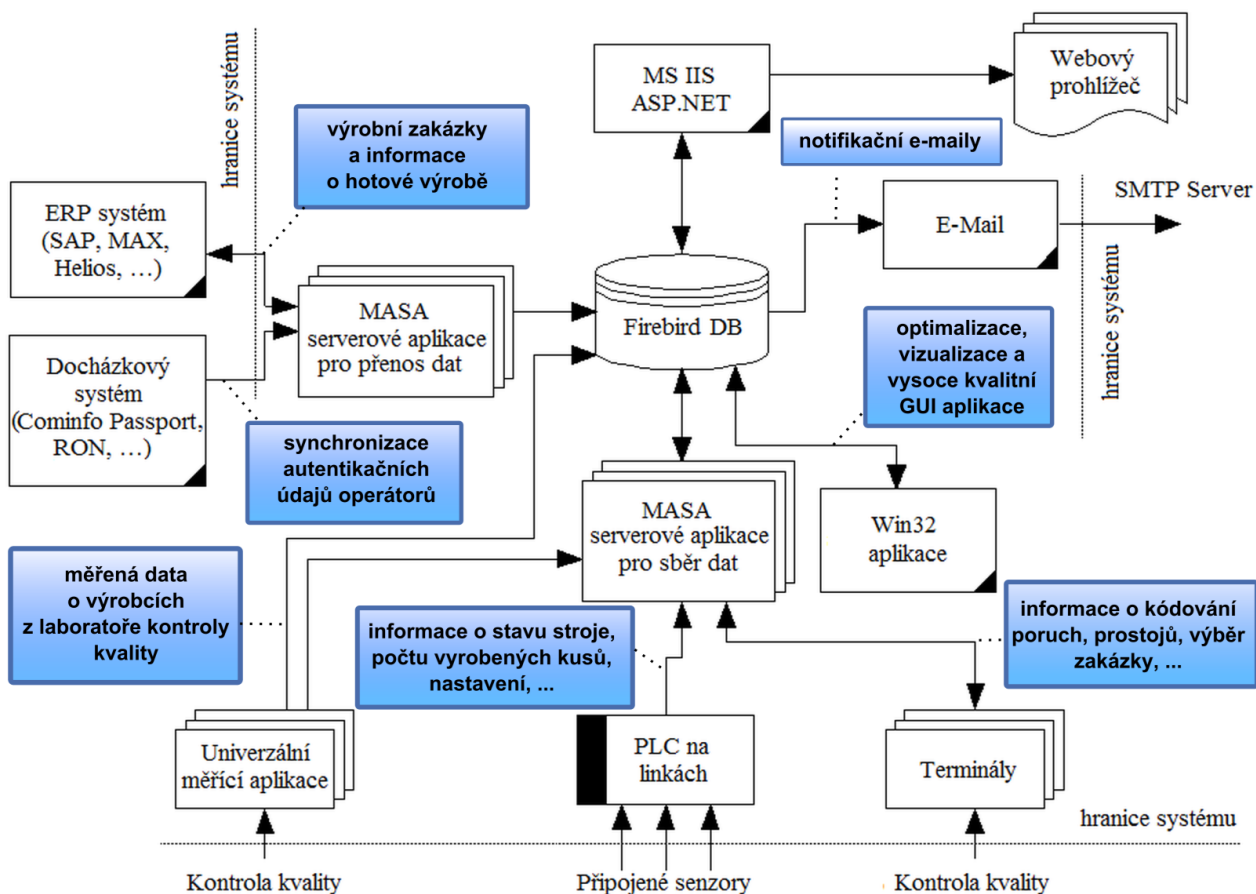 MS IIS
ASP.NET
Webový
prohlížeč
hranice systému
výrobní zakázky
a informace
o hotové výrobě
notifikační e-maily
ERP systém
(SAP, MAX,
Helios, ...)
E-Mail
SMTP Server
hranice systému
MASA
serverové aplikace
pro přenos dat
Firebird DB
optimalizace,
vizualizace a
vysoce kvalitní
GUI aplikace
Docházkový
systém
(Cominfo Passport,
RON, ...)
synchronizace
autentikačních
údajů operátorů
MASA
serverové aplikace
pro sběr dat
Win32
aplikace
měřená data
o výrobcích
z laboratoře kontroly
kvality
informace o stavu stroje,
počtu vyrobených kusů,
nastavení, ...
informace o kódování
poruch, prostojů, výběr
zakázky, ...
Univerzální
měřící aplikace
PLC na
linkách
Terminály
hranice systému
Kontrola kvality
Připojené senzory
Kontrola kvality